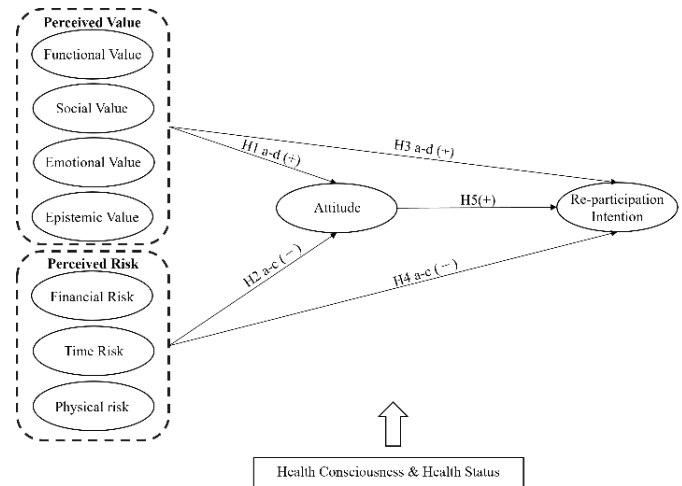 Perceived Value
Functional Value
Social Value
Emotional Value
Epistemic Value
H1 a-d (+)
H3 a-d (+)
Attitude
H5(+)
Re-participation
Intention
Perceived Risk
Financial Risk
Time Risk
Physical risk
H2 a-c (−)
H4 a-c (−)
Health Consciousness & Health Status